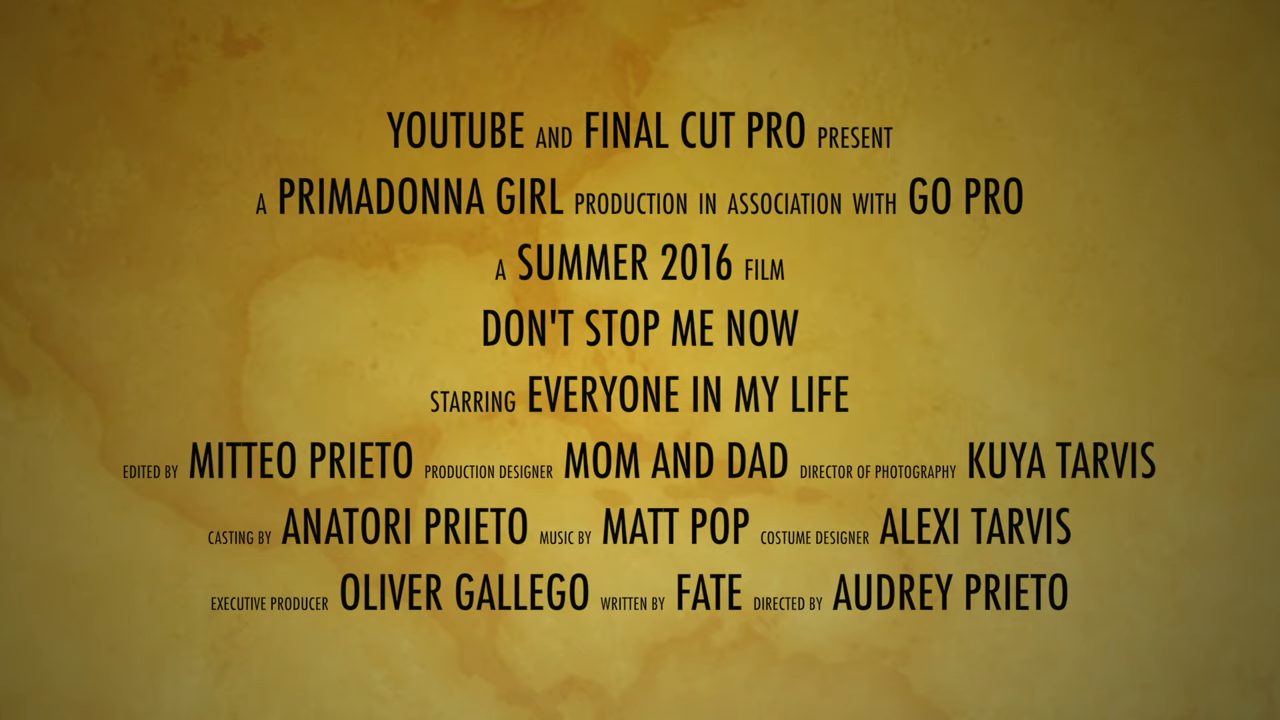 YOUTUBE AND FINAL CUT PRO PRESENT
A PRIMADONNA GIRL PRODUCTION IN ASSOCIATION WITH GO PRO
A SUMMER 2016 FILM
DON'T STOP ME NOW
STARRING EVERYONE IN MY LIFE
EDITED BY MITTEO PRIETO PRODUCTION DESIGNER MOM AND DAD DIRECTOR OF PHOTOGRAPHY KUYA TARVIS
CASTING BY ANATORI PRIETO MUSIC BY MATT POP COSTUME DESIGNER ALEXI TARVIS
EXECUTIVE PRODUCER OLIVER GALLEGO WRITTEN BY FATE DIRECTED BY AUDREY PRIETO